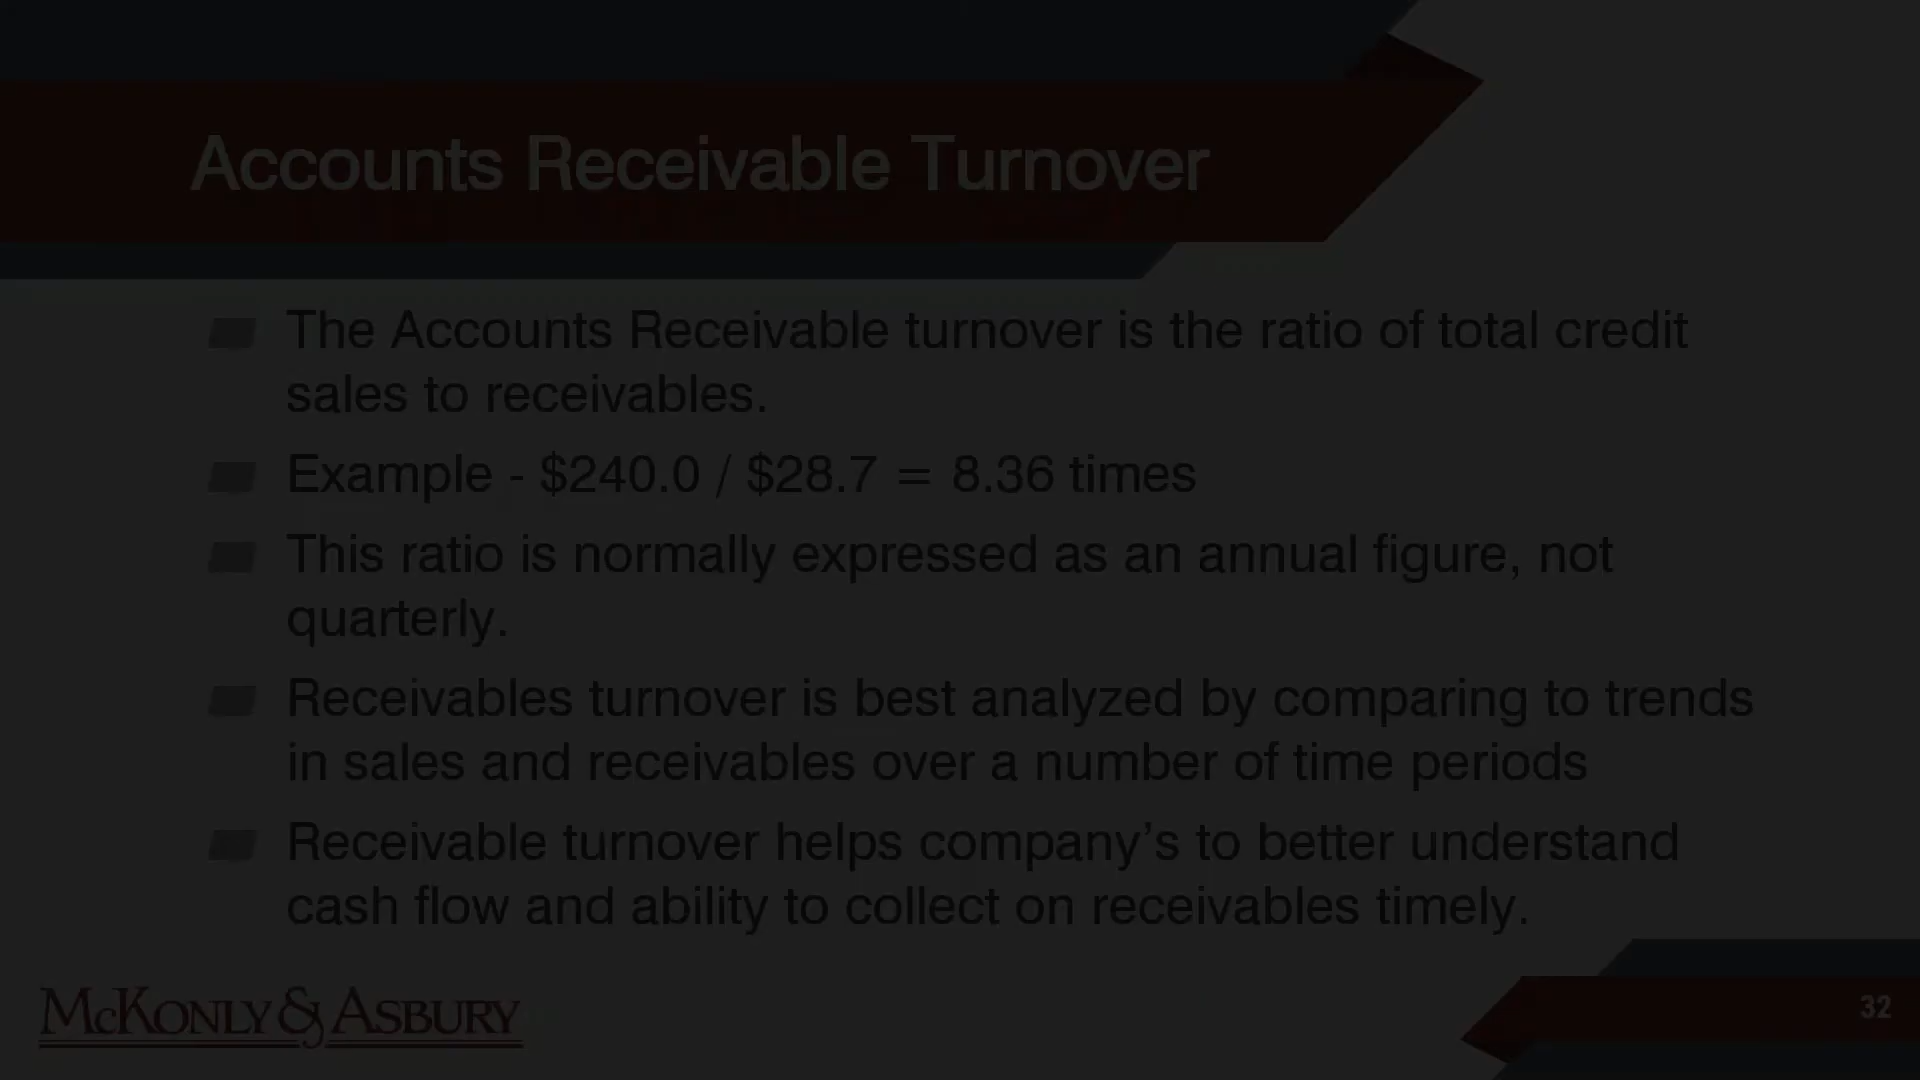 Accounts Receivable Turnover
The Accounts Receivable turnover is the ratio of total credit
sales to receivables.
Example - $240.0 / $28.7 = 8.36 times
This ratio is normally expressed as an annual figure, not
quarterly.
Receivables turnover is best analyzed by comparing to trends
in sales and receivables over a number of time periods
Receivable turnover helps company’s to better understand
cash flow and ability to collect on receivables timely.
McKonly & Asbury
32